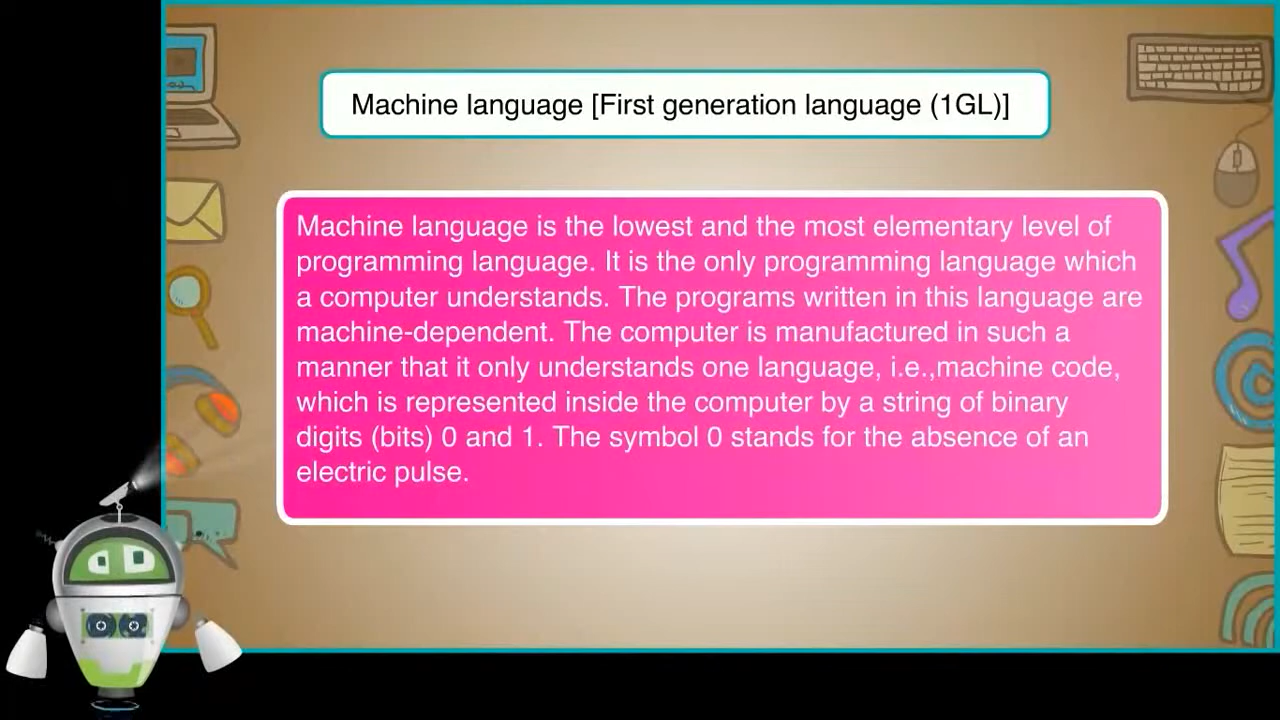 Machine language [First generation language (1GL)]
Machine language is the lowest and the most elementary level of
programming language. It is the only programming language which
a computer understands. The programs written in this language are
machine-dependent. The computer is manufactured in such a
manner that it only understands one language, i.e.,machine code,
which is represented inside the computer by a string of binary
digits (bits) 0 and 1. The symbol 0 stands for the absence of an
electric pulse.